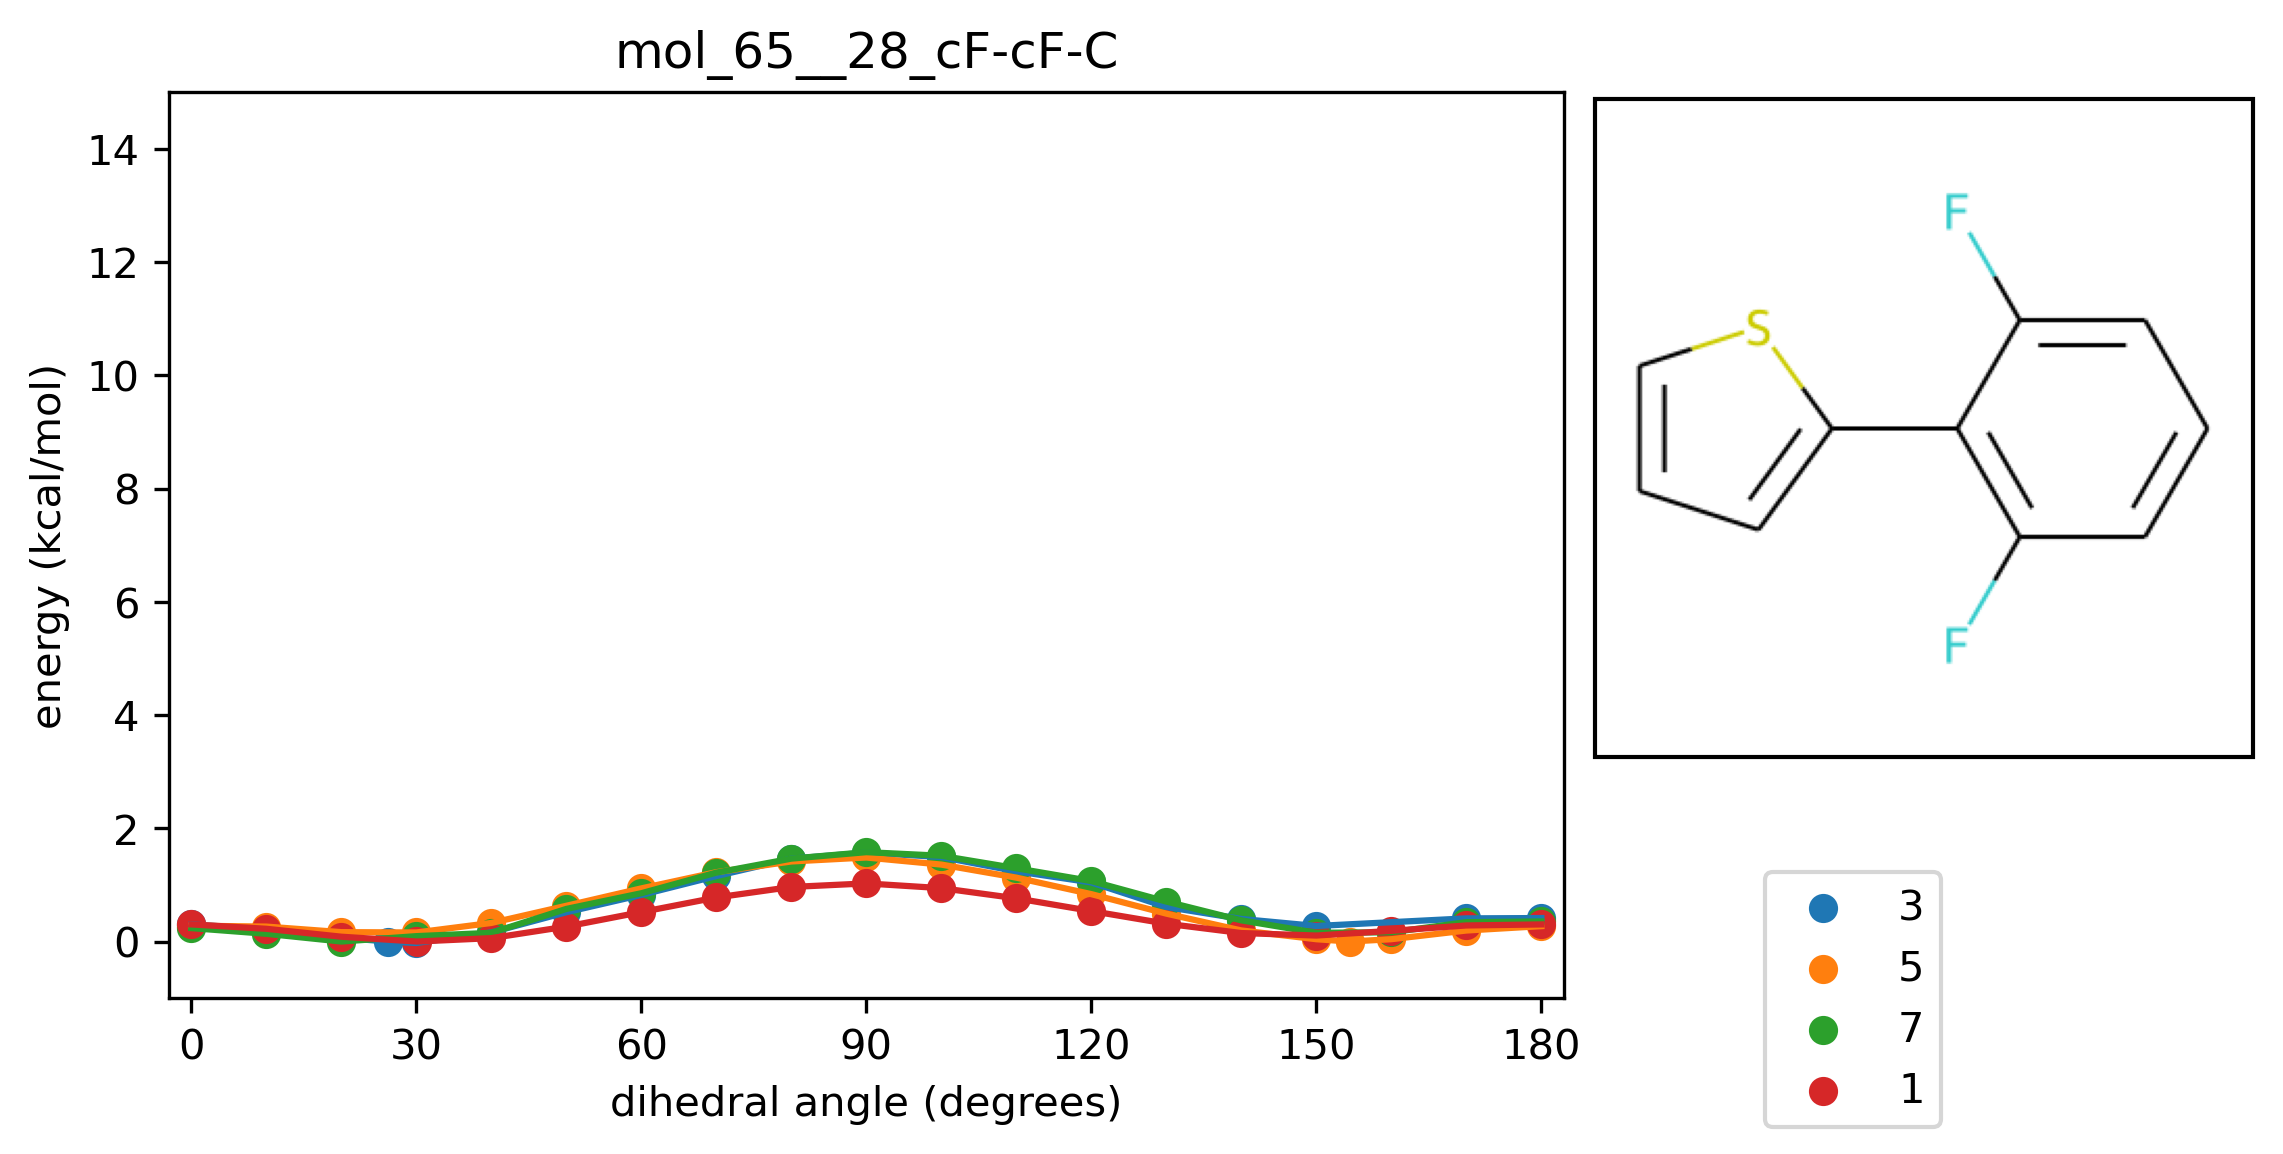 mol_65__28_cF-cF-C
14
12
10
8
6
4
2
0
energy (kcal/mol)
0 30 60 90 120 150 180
dihedral angle (degrees)
F
S
F
3
5
7
1